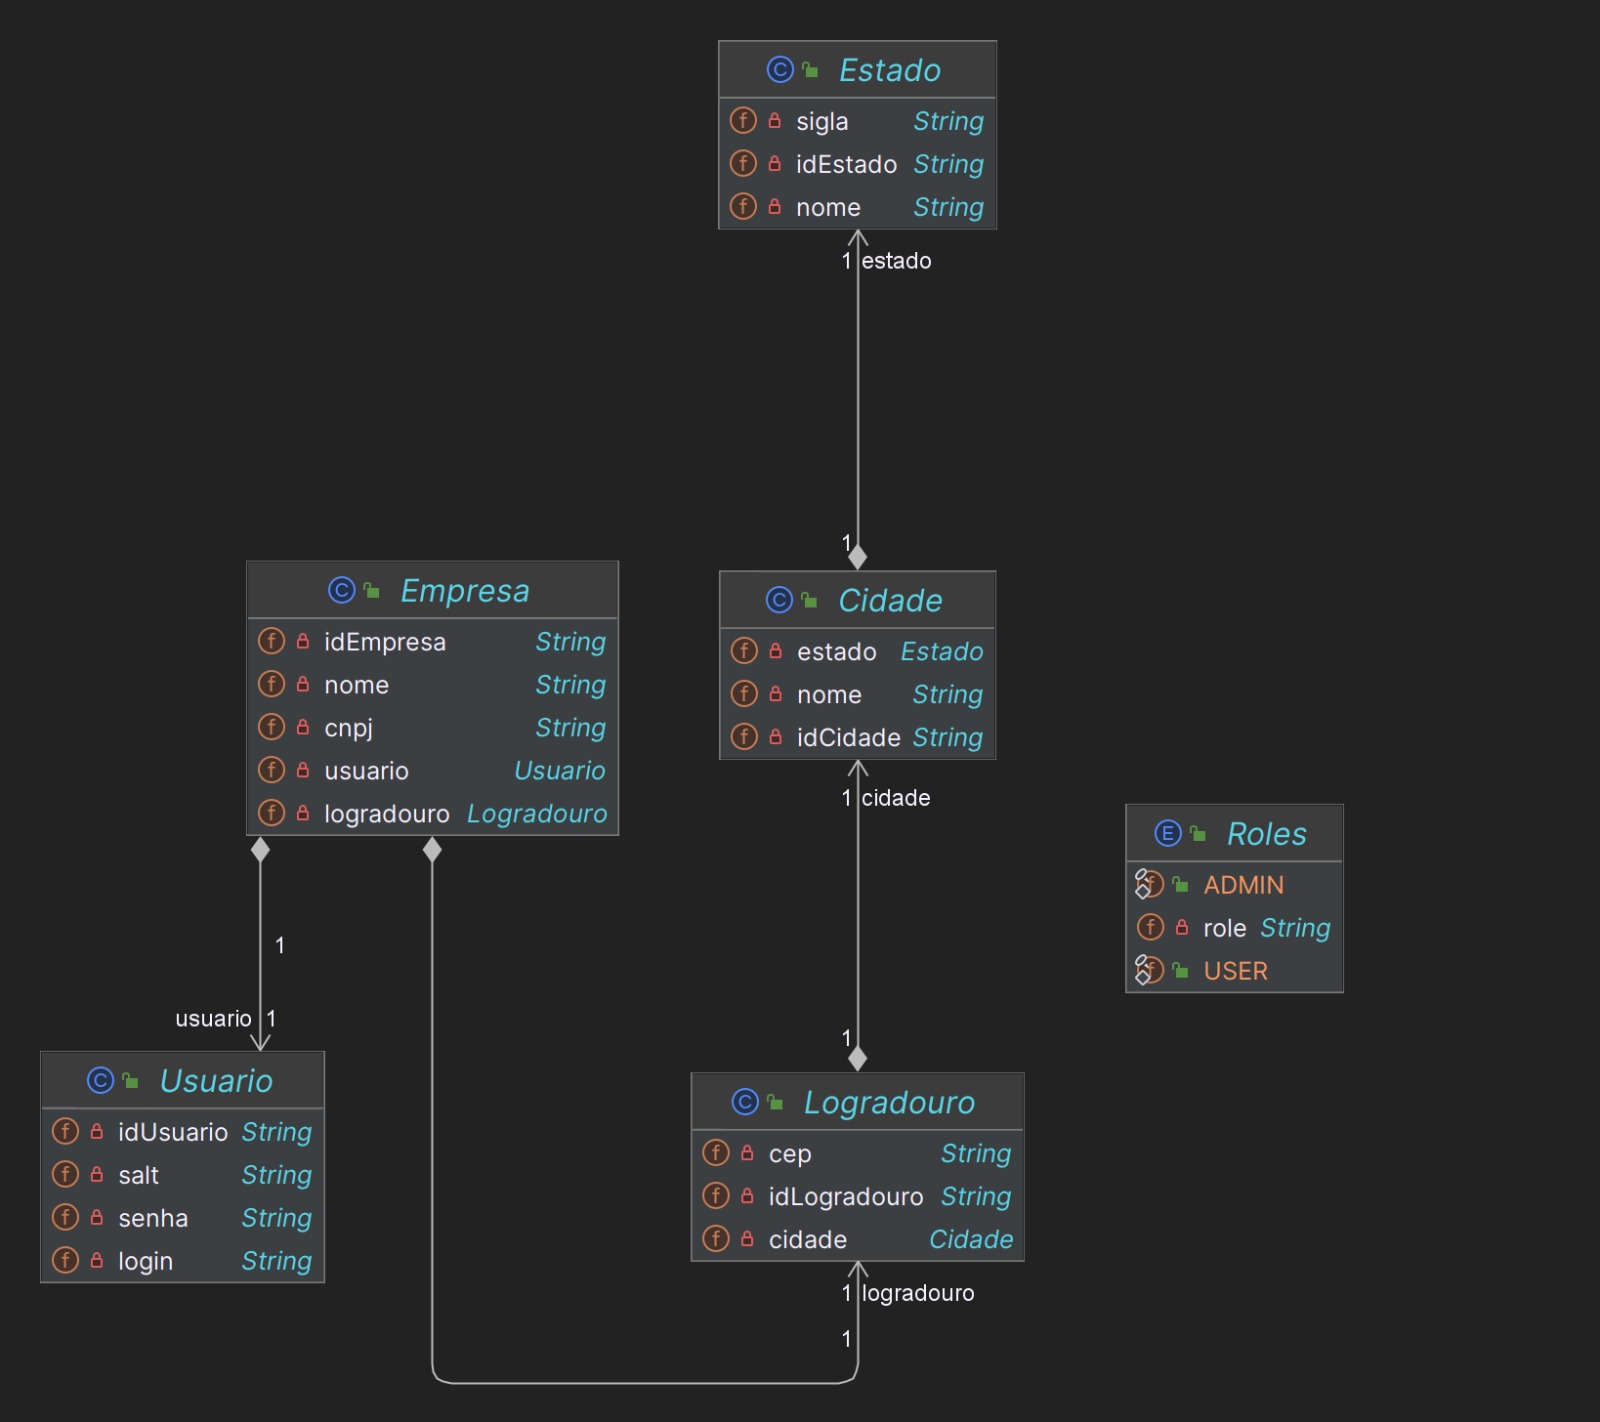 Estado
sigla String
idEstado String
nome String
1 estado
1
Empresa
idEmpresa String
nome String
cnpj String
usuario Usuario
logradouro Logradouro
Cidade
estado Estado
nome String
idCidade String
1 cidade
1
Roles
ADMIN
role String
USER
1
usuario 1
Usuario
idUsuario String
salt String
senha String
login String
Logradouro
cep String
idLogradouro String
cidade Cidade
1 logradouro
1